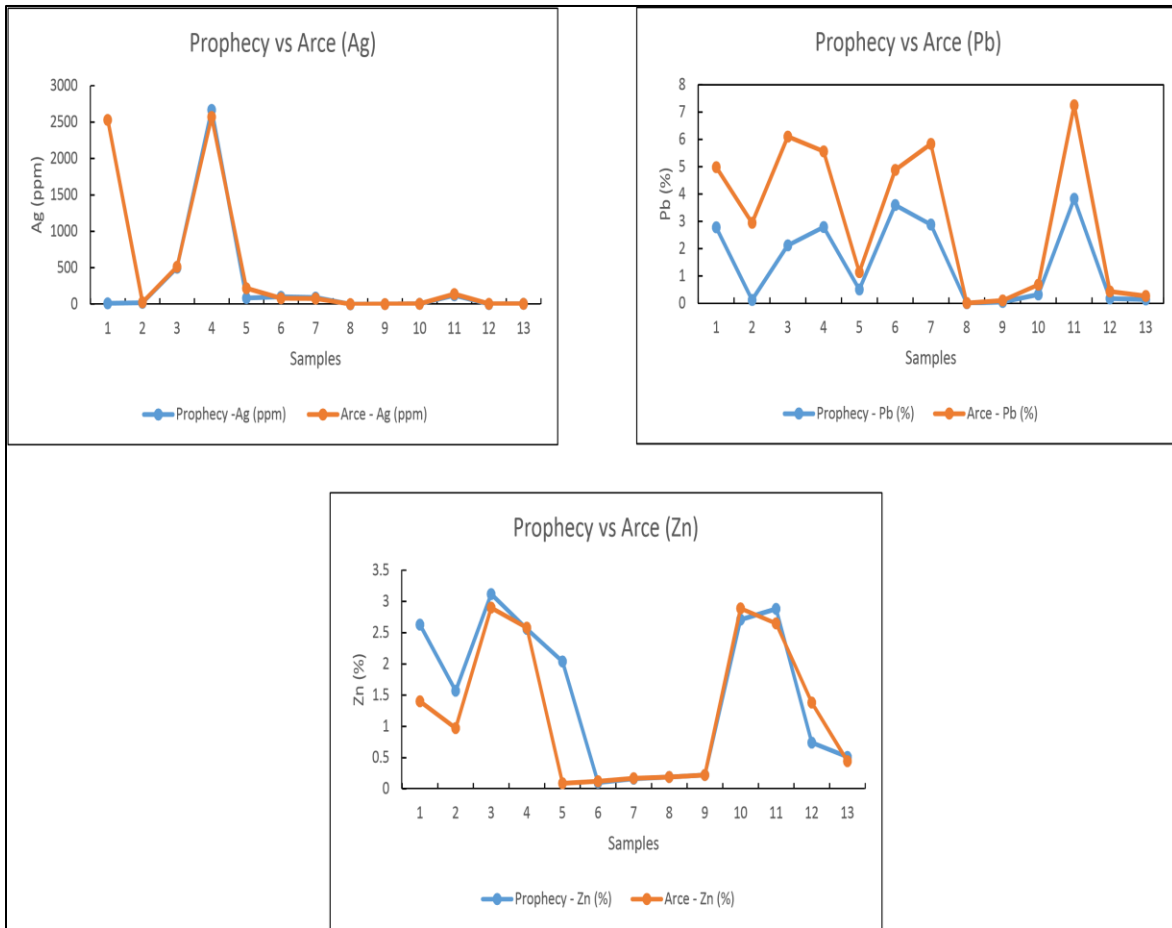 Prophecy vs Arce (Ag)
3000
2500
2000
1500
1000
500
0
Ag (ppm)
1 2 3 4 5 6 7 8 9 10 11 12 13
Samples
Prophecy -Ag (ppm) Arce - Ag (ppm)
Prophecy vs Arce (Pb)
8
7
6
5
4
3
2
1
0
Pb (%)
1 2 3 4 5 6 7 8 9 10 11 12 13
Samples
Prophecy - Pb (%) Arce - Pb (%)
Prophecy vs Arce (Zn)
3.5
3
2.5
2
1.5
1
0.5
0
Zn (%)
1 2 3 4 5 6 7 8 9 10 11 12 13
Samples
Prophecy - Zn (%) Arce - Zn (%)